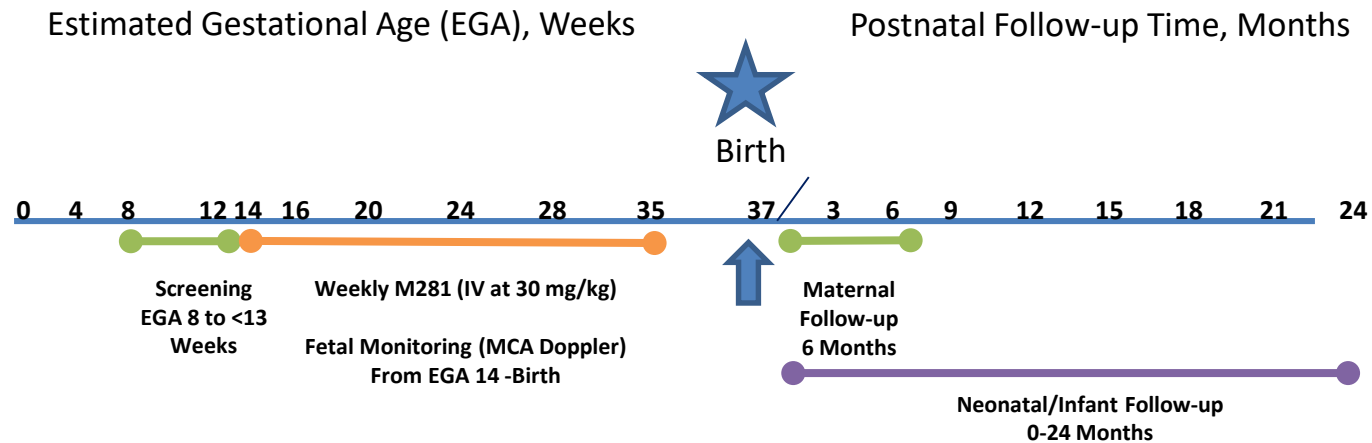 Estimated Gestational Age (EGA), Weeks
Postnatal Follow-up Time, Months
Birth
0 4 8 12 14 16 20 24 28 35 37 3 6 9 12 15 18 21 24
Screening
EGA 8 to <13
Weeks
Weekly M281 (IV at 30 mg/kg)
Fetal Monitoring (MCA Doppler)
From EGA 14 -Birth
Maternal
Follow-up
6 Months
Neonatal/Infant Follow-up
0-24 Months